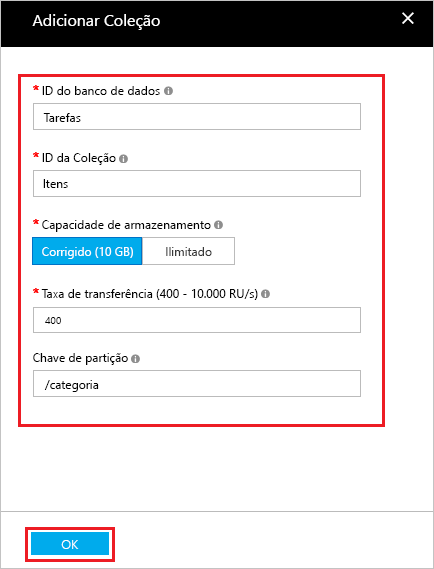 Adicionar Coleção
* ID do banco de dados
Tarefas
* ID da Coleção
Itens
* Capacidade de armazenamento
Corrigido (10 GB) Ilimitado
* Taxa de transferência (400 - 10.000 RU/s)
400
Chave de partição
/categoria
OK